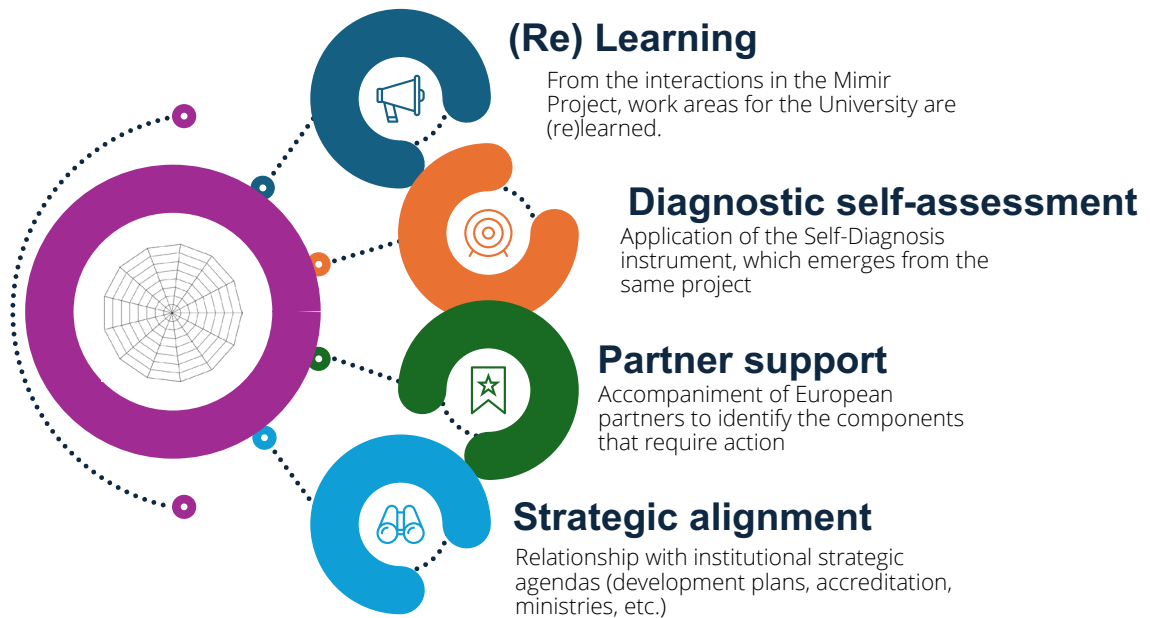 (Re) Learning
From the interactions in the Mimir
Project, work areas for the University are
(re)learned.
Diagnostic self-assessment
Application of the Self-Diagnosis
instrument, which emerges from the
same project
Partner support
Accompaniment of European
partners to identify the components
that require action
Strategic alignment
Relationship with institutional strategic
agendas (development plans, accreditation,
ministries, etc.)